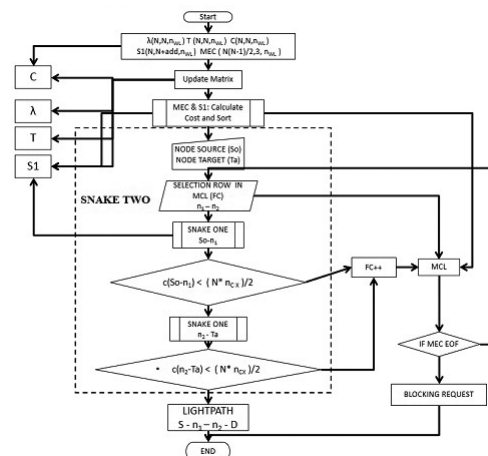 Start
λ(N,N,nWL) T (N,N,nWL) C(N,N,nWL)
S1(N,N+add,nWL) MEC ( N(N-1)/2,3, nWL )
C
Update Matrix
λ
MEC & S1: Calculate
Cost and Sort
T
S1
NODE SOURCE (So)
NODE TARGET (Ta)
SNAKE TWO
SELECTION ROW IN
MCL (FC)
n1 – n2
SNAKE ONE
So-n1
c(So-n1) < ( N* nCX )/2
FC++
MCL
SNAKE ONE
n2 - Ta
IF MEC EOF
c(n2-Ta) < ( N* nCX )/2
BLOCKING REQUEST
LIGHTPATH
S - n1 – n2 - D
END